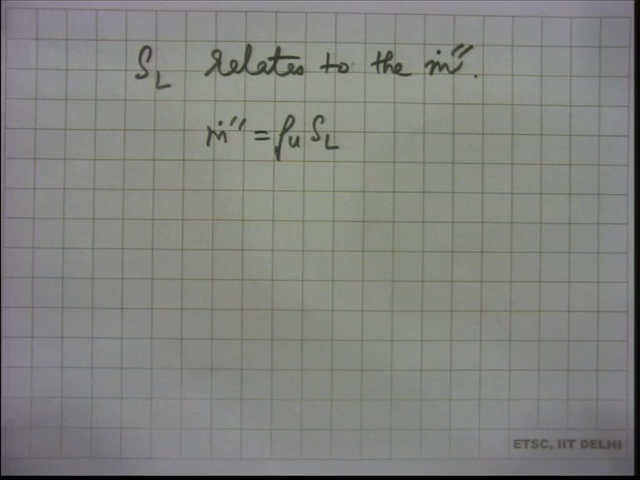 S_L relates to the ṁ″.
ṁ″ = ρ_u S_L
ETSC, IIT DELHI